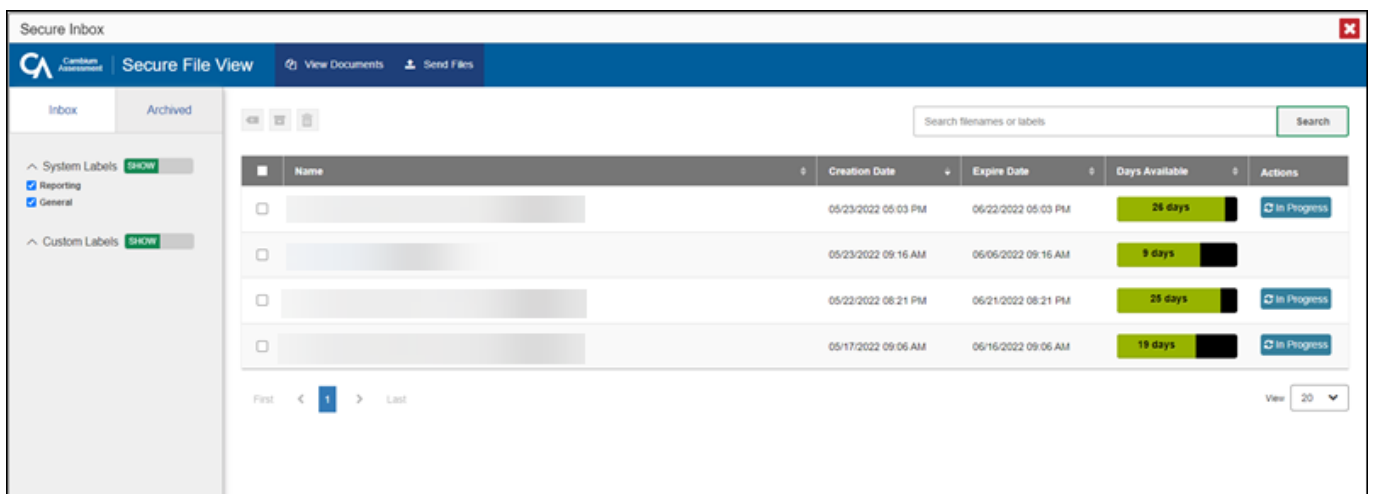 Secure Inbox
CA Cambium Assessment Secure File View View Documents Send Files
Inbox Archived
Search filenames or labels Search
System Labels SHOW
Reporting
General
Custom Labels SHOW
Name Creation Date Expire Date Days Available Actions
05/23/2022 05:03 PM 06/22/2022 05:03 PM 26 days In Progress
05/23/2022 09:16 AM 06/06/2022 09:16 AM 9 days
05/22/2022 08:21 PM 06/21/2022 08:21 PM 25 days In Progress
05/17/2022 09:06 AM 06/16/2022 09:06 AM 19 days In Progress
First 1 Last View 20